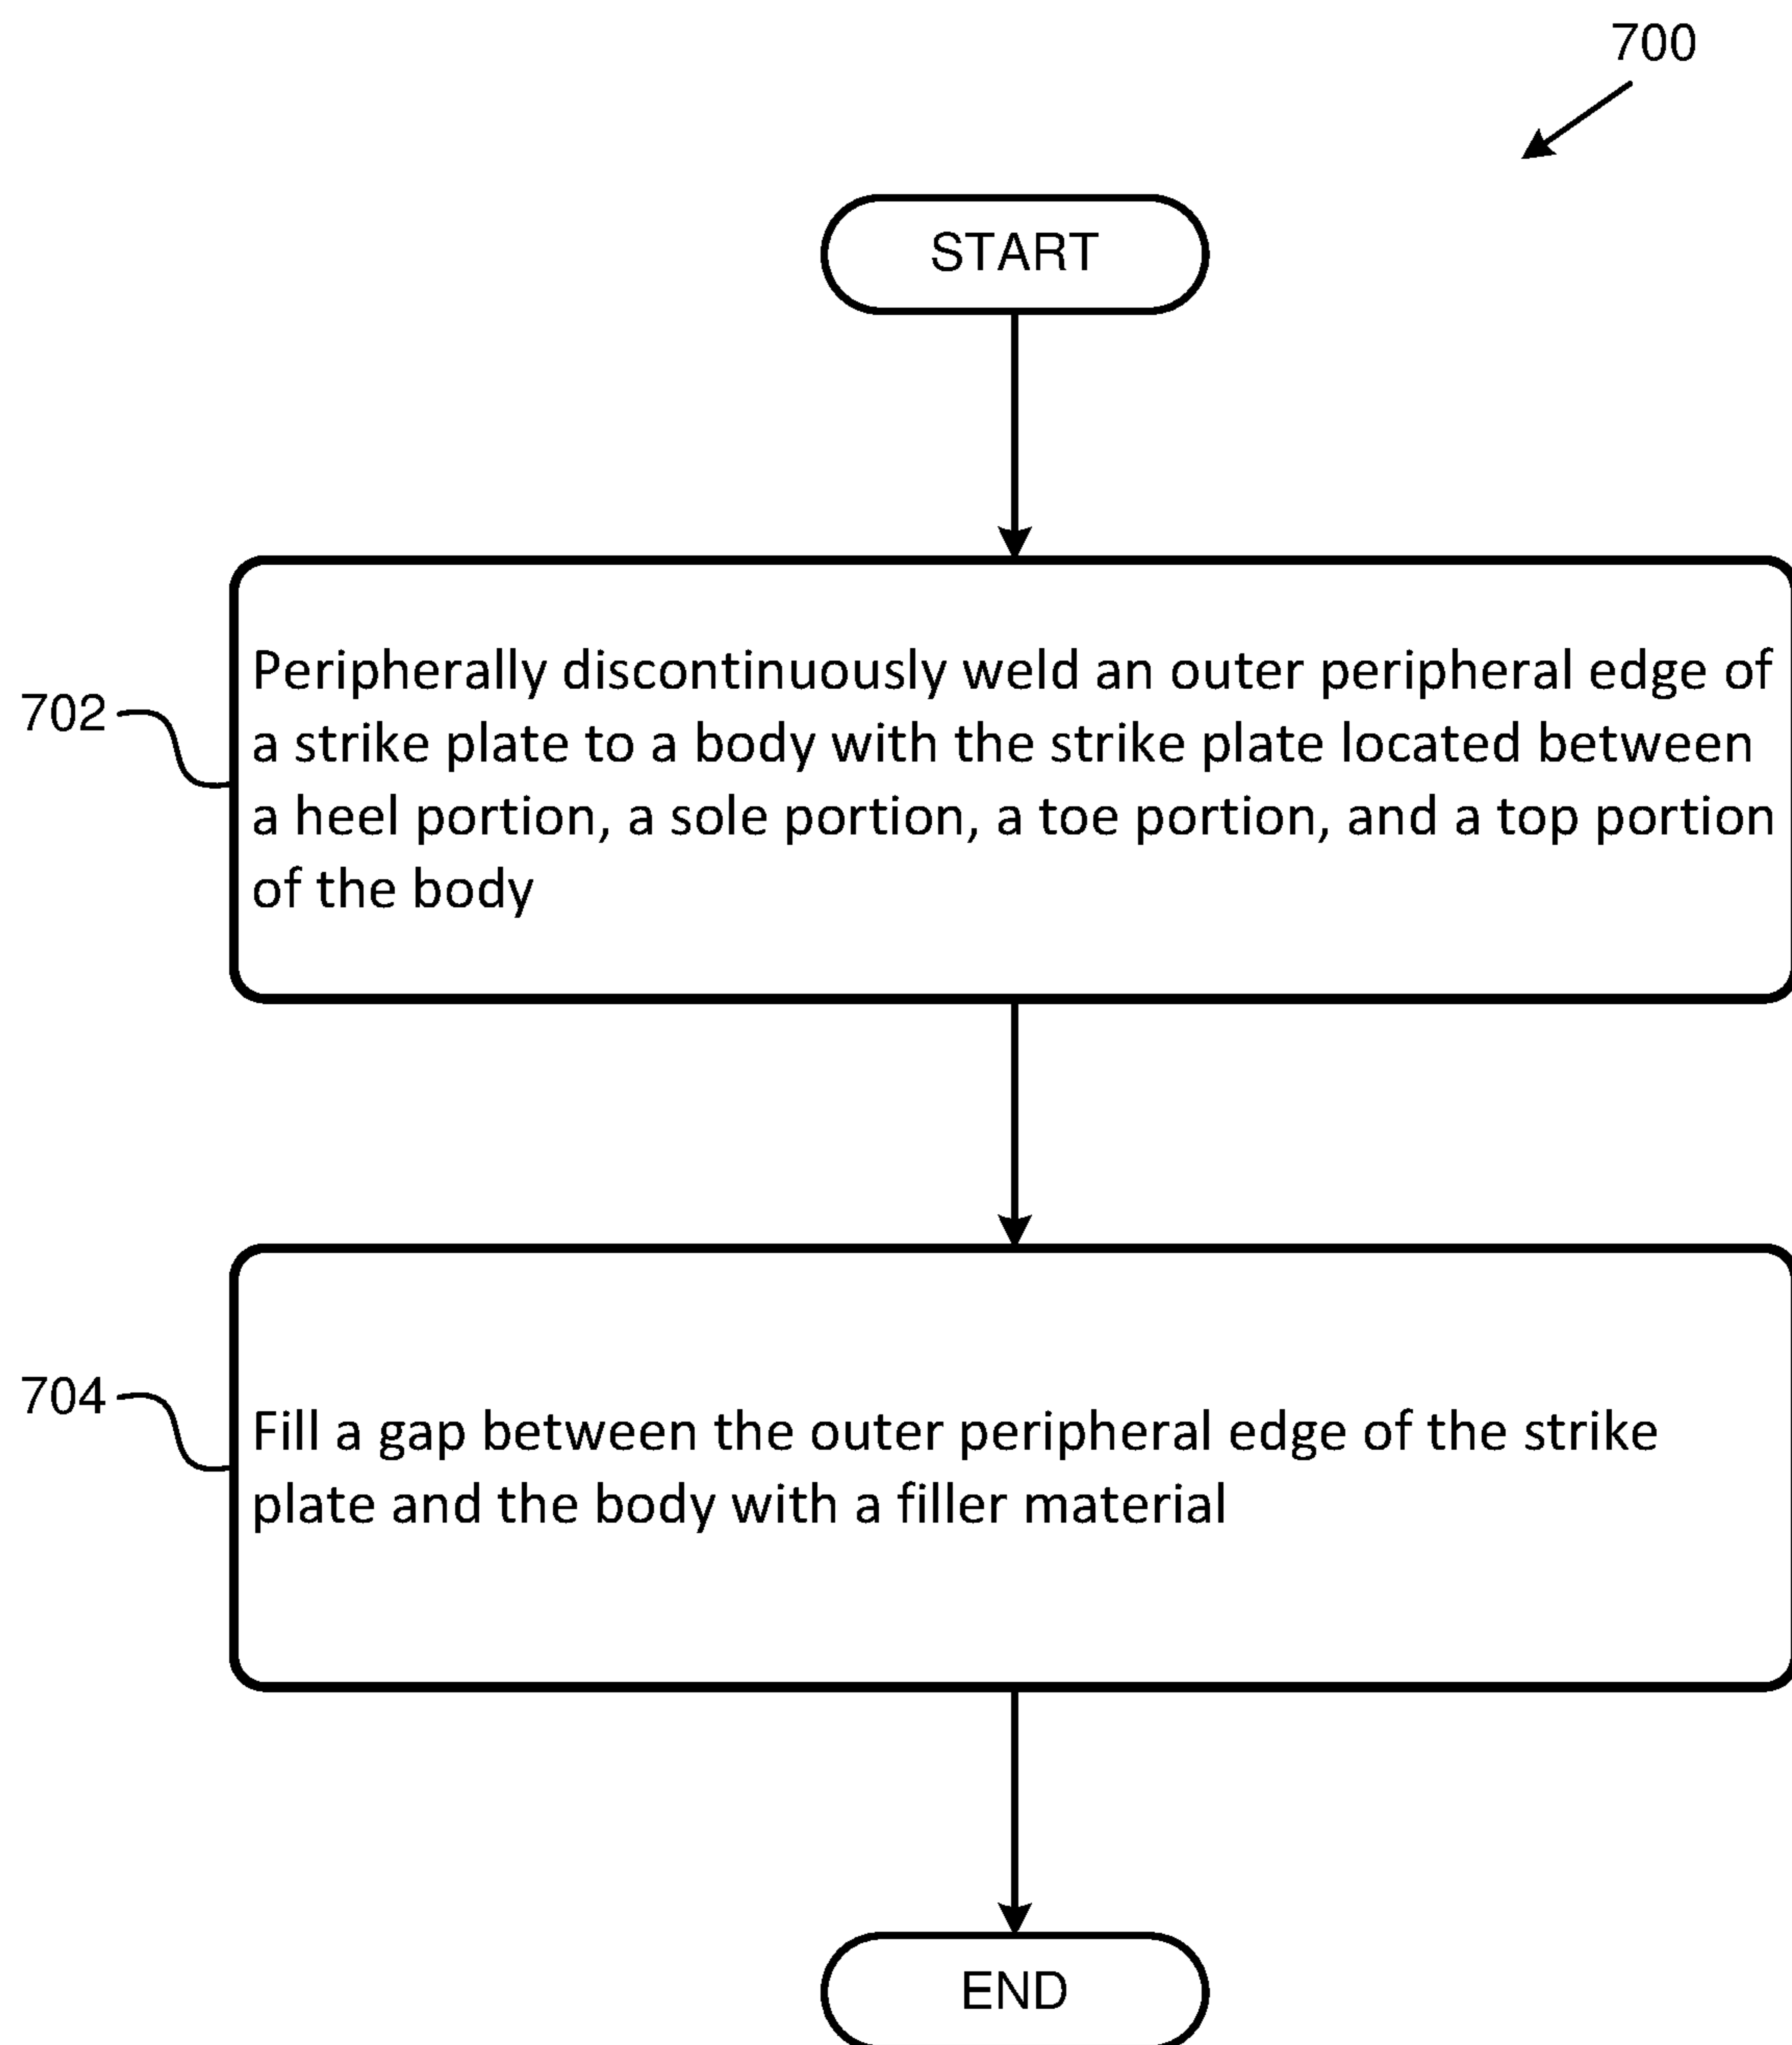 700
START
702
Peripherally discontinuously weld an outer peripheral edge of
a strike plate to a body with the strike plate located between
a heel portion, a sole portion, a toe portion, and a top portion
of the body
704
Fill a gap between the outer peripheral edge of the strike
plate and the body with a filler material
END